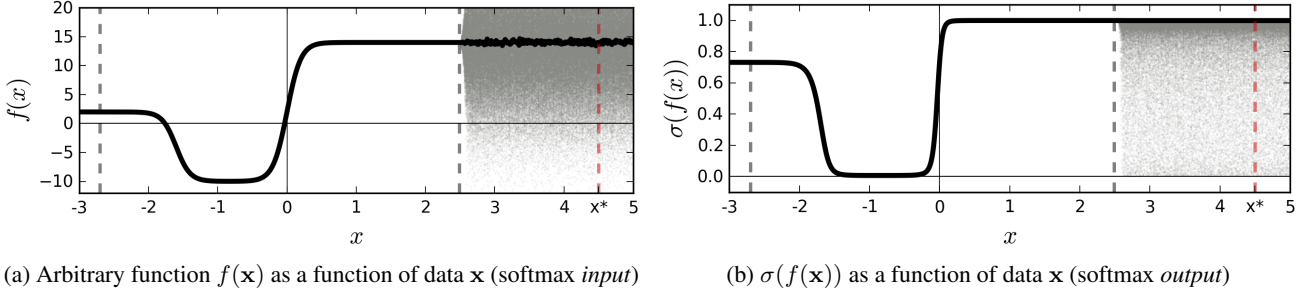 20
15
10
5
0
−5
−10
f(x)
-3 -2 -1 0 1 2 3 4 x* 5
x
1.0
0.8
0.6
0.4
0.2
0.0
σ(f(x))
-3 -2 -1 0 1 2 3 4 x* 5
x
(a) Arbitrary function f(x) as a function of data x (softmax input)
(b) σ(f(x)) as a function of data x (softmax output)